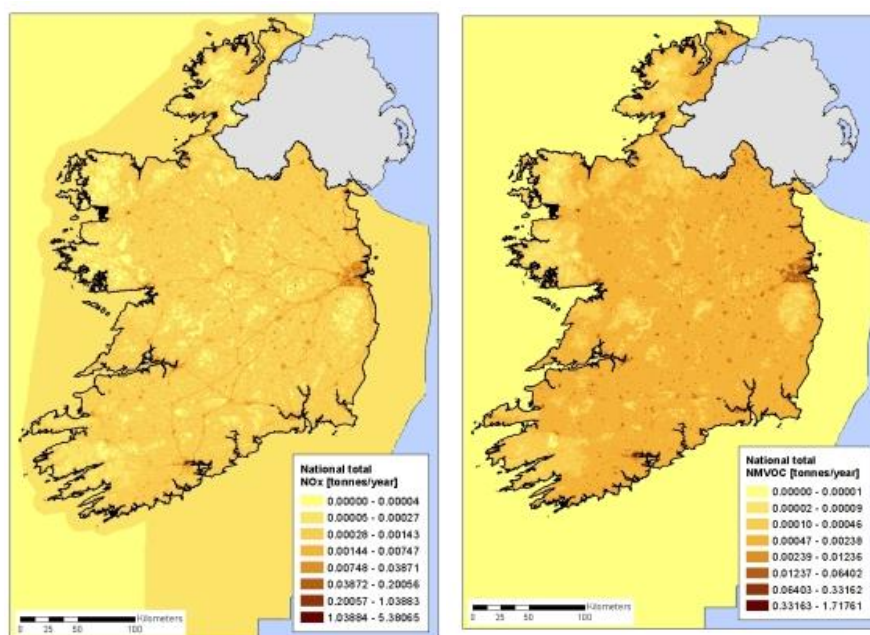 National total
NOx [tonnes/year]
0.00000 - 0.00004
0.00005 - 0.00027
0.00028 - 0.00143
0.00144 - 0.00747
0.00748 - 0.03871
0.03872 - 0.20056
0.20057 - 1.03883
1.03884 - 5.38065
0 50 100 Kilometers
National total
NMVOC [tonnes/year]
0.00000 - 0.00001
0.00002 - 0.00009
0.00010 - 0.00046
0.00047 - 0.00238
0.00239 - 0.01236
0.01237 - 0.06402
0.06403 - 0.33162
0.33163 - 1.71761
0 50 100 Kilometers